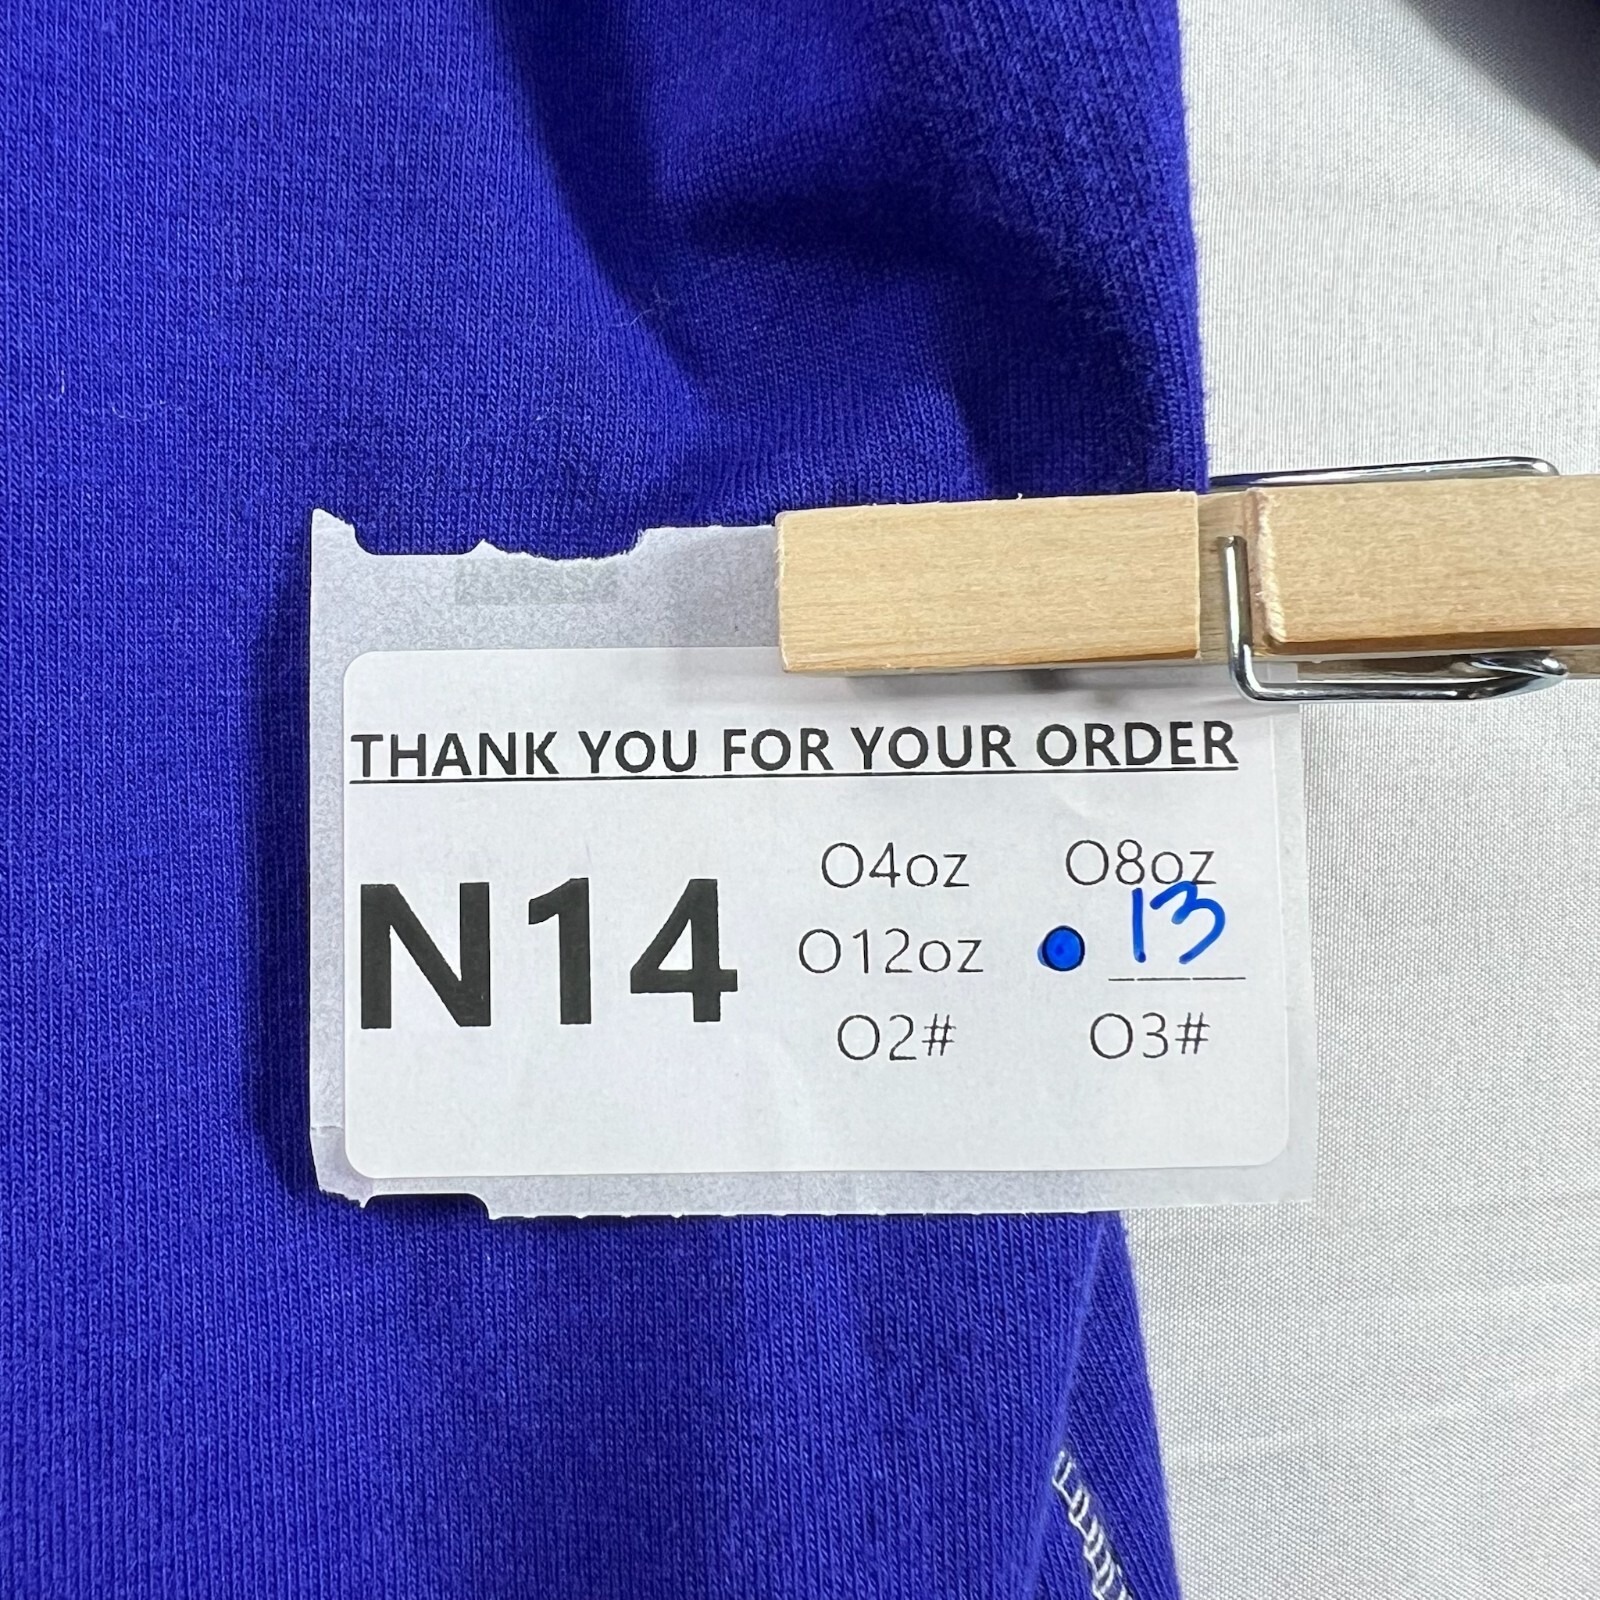 THANK YOU FOR YOUR ORDER
N14
O4oz O8oz
O12oz 13
O2# O3#